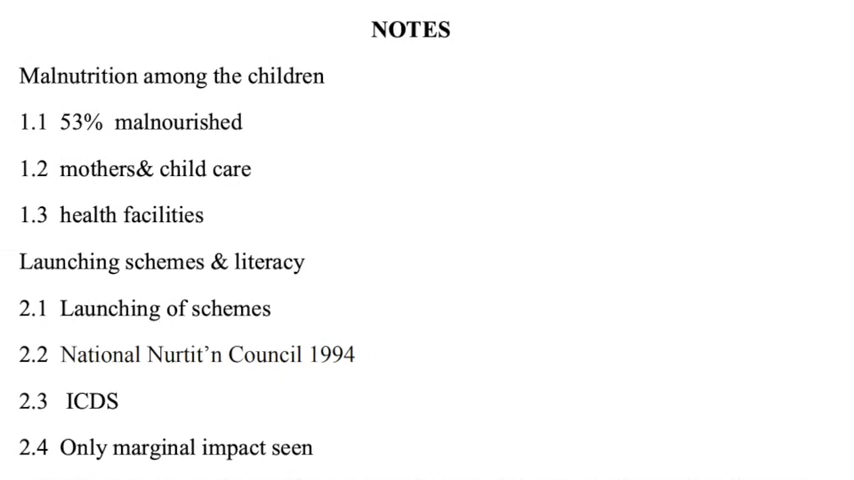 NOTES
Malnutrition among the children
1.1 53% malnourished
1.2 mothers& child care
1.3 health facilities
Launching schemes & literacy
2.1 Launching of schemes
2.2 National Nurtit’n Council 1994
2.3 ICDS
2.4 Only marginal impact seen